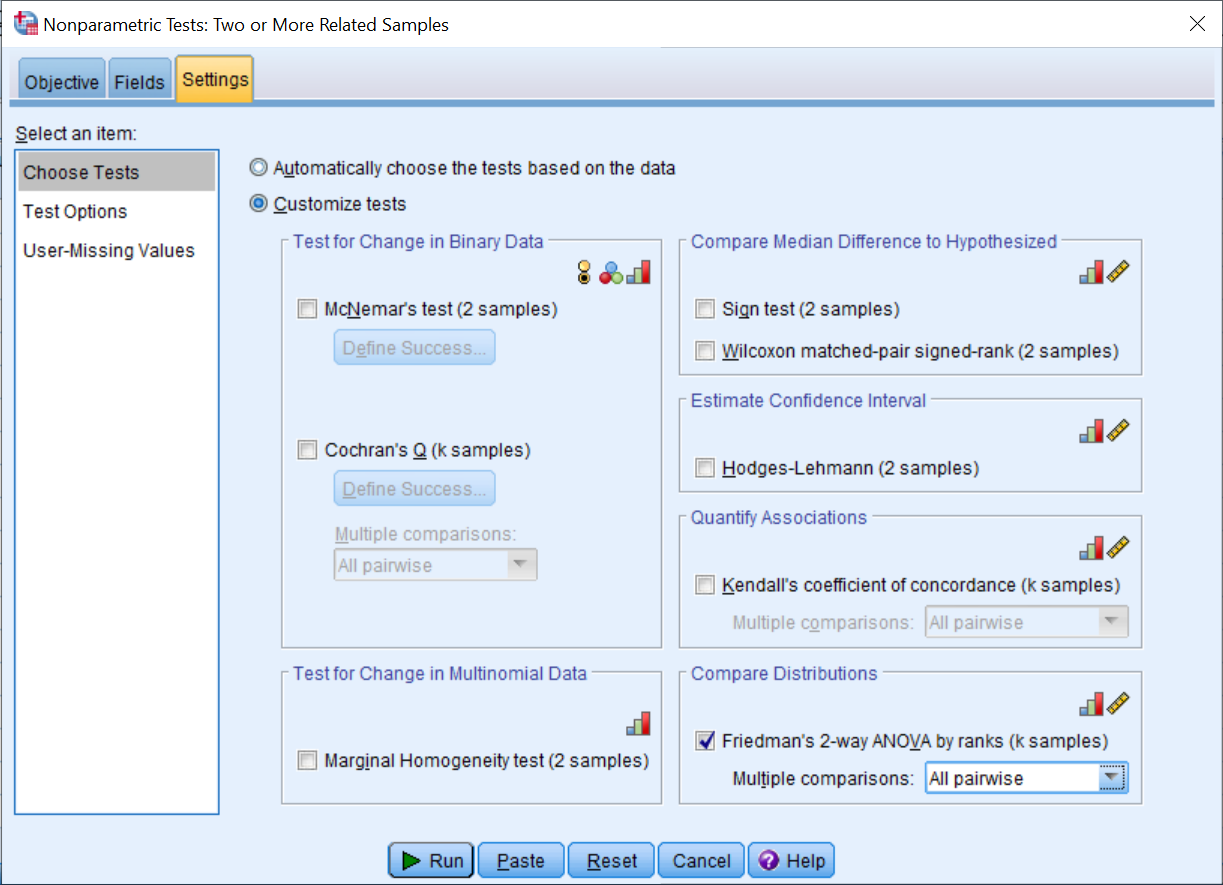 Nonparametric Tests: Two or More Related Samples
Objective Fields Settings
Select an item:
Choose Tests
Test Options
User-Missing Values
Automatically choose the tests based on the data
Customize tests
Test for Change in Binary Data
McNemar's test (2 samples)
Define Success...
Cochran's Q (k samples)
Define Success...
Multiple comparisons:
All pairwise
Test for Change in Multinomial Data
Marginal Homogeneity test (2 samples)
Compare Median Difference to Hypothesized
Sign test (2 samples)
Wilcoxon matched-pair signed-rank (2 samples)
Estimate Confidence Interval
Hodges-Lehmann (2 samples)
Quantify Associations
Kendall's coefficient of concordance (k samples)
Multiple comparisons: All pairwise
Compare Distributions
Friedman's 2-way ANOVA by ranks (k samples)
Multiple comparisons: All pairwise
Run Paste Reset Cancel Help